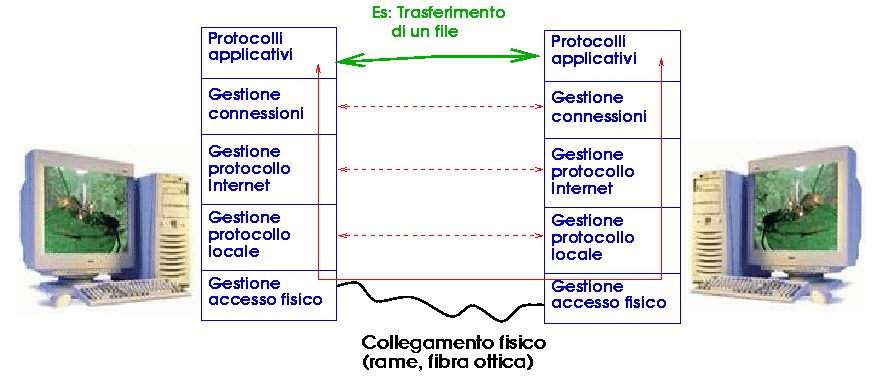 Es: Trasferimento
di un file
Protocolli
applicativi
Gestione
connessioni
Gestione
protocollo
Internet
Gestione
protocollo
locale
Gestione
accesso fisico
Protocolli
applicativi
Gestione
connessioni
Gestione
protocollo
Internet
Gestione
protocollo
locale
Gestione
accesso fisico
Collegamento fisico
(rame, fibra ottica)